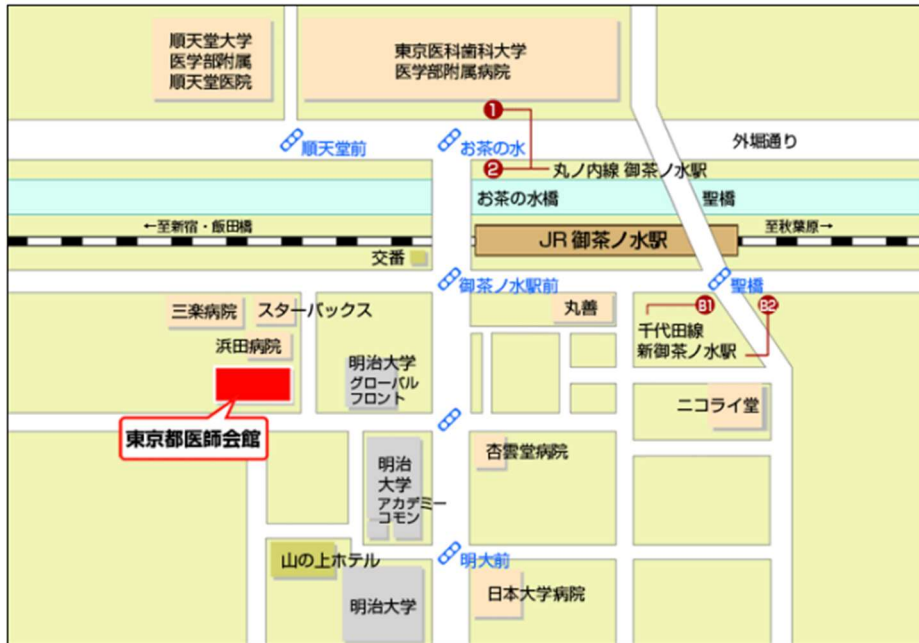 順天堂大学
医学部附属
順天堂医院
東京医科歯科大学
医学部附属病院
1
順天堂前
お茶の水
外堀通り
2
丸ノ内線 御茶ノ水駅
お茶の水橋
聖橋
←至新宿・飯田橋
JR 御茶ノ水駅
至秋葉原→
交番
御茶ノ水駅前
聖橋
三楽病院
スターバックス
丸善
B1
B2
浜田病院
千代田線
新御茶ノ水駅
明治大学
グローバル
フロント
ニコライ堂
東京都医師会館
杏雲堂病院
明治
大学
アカデミー
コモン
山の上ホテル
明大前
明治大学
日本大学病院